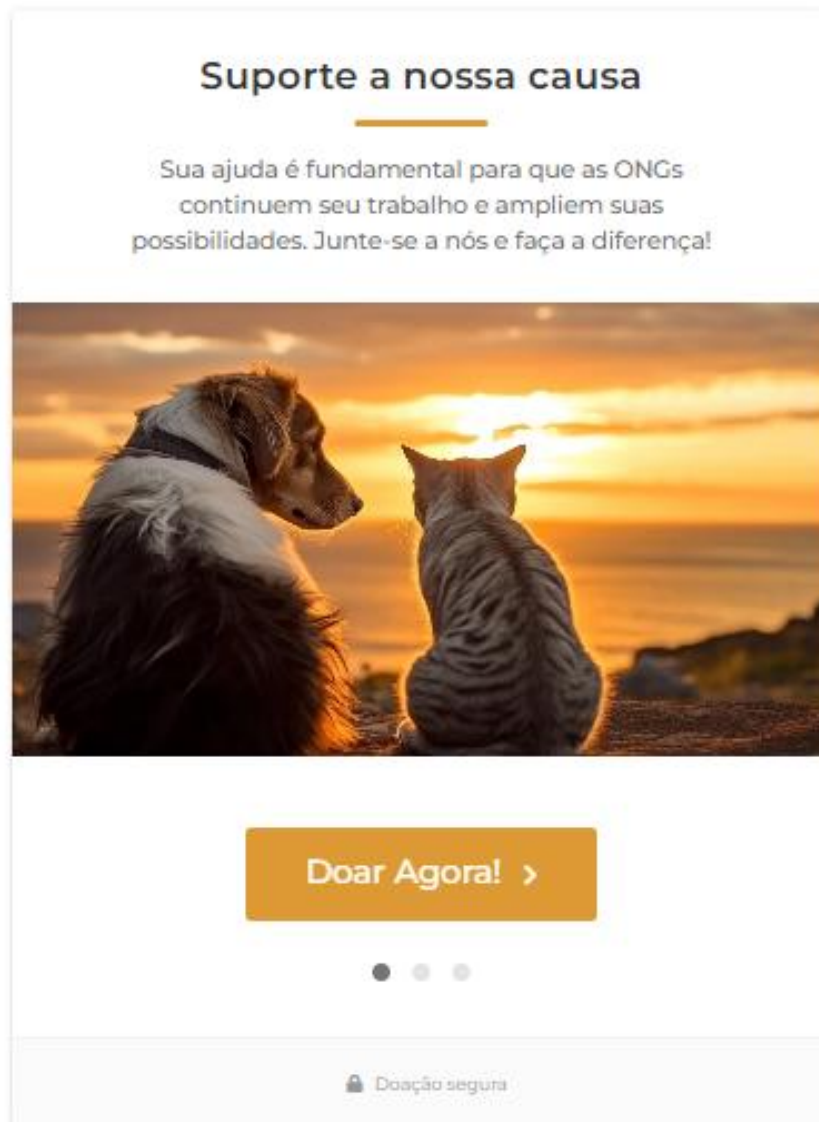 Suporte a nossa causa
Sua ajuda é fundamental para que as ONGs
continuem seu trabalho e ampliem suas
possibilidades. Junte-se a nós e faça a diferença!
Doar Agora!
Doação segura